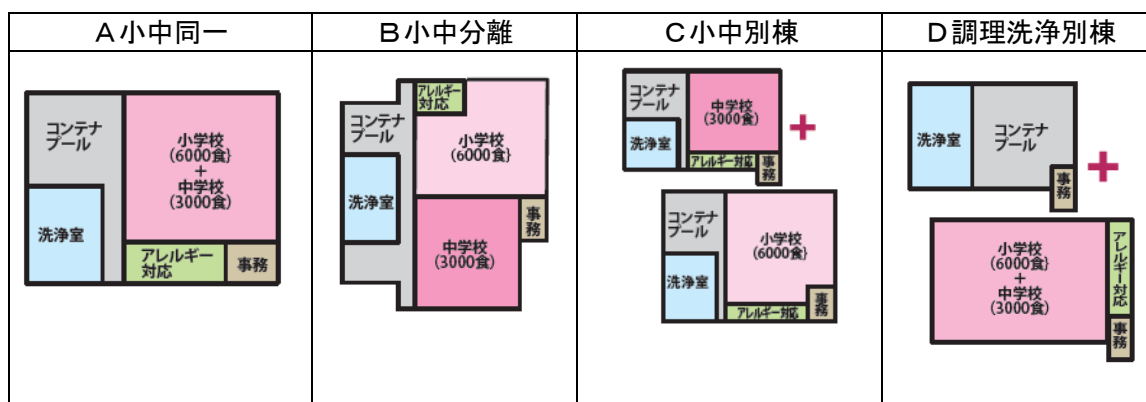 A小中同一
B小中分離
C小中別棟
D調理洗浄別棟
コンテナ
プール
小学校
(6000食}
+
中学校
(3000食)
洗浄室
アレルギー
対応
事務
アレルギー
対応
コンテナ
プール
小学校
(6000食}
洗浄室
事
務
中学校
(3000食)
コンテナ
プール
中学校
(3000食)
洗浄室
アレルギー対応
事
務
+
コンテナ
プール
小学校
(6000食}
洗浄室
アレルギー対応
事
務
洗浄室
コンテナ
プール
事
務
+
小学校
(6000食}
+
中学校
(3000食)
アレルギー対応
事
務